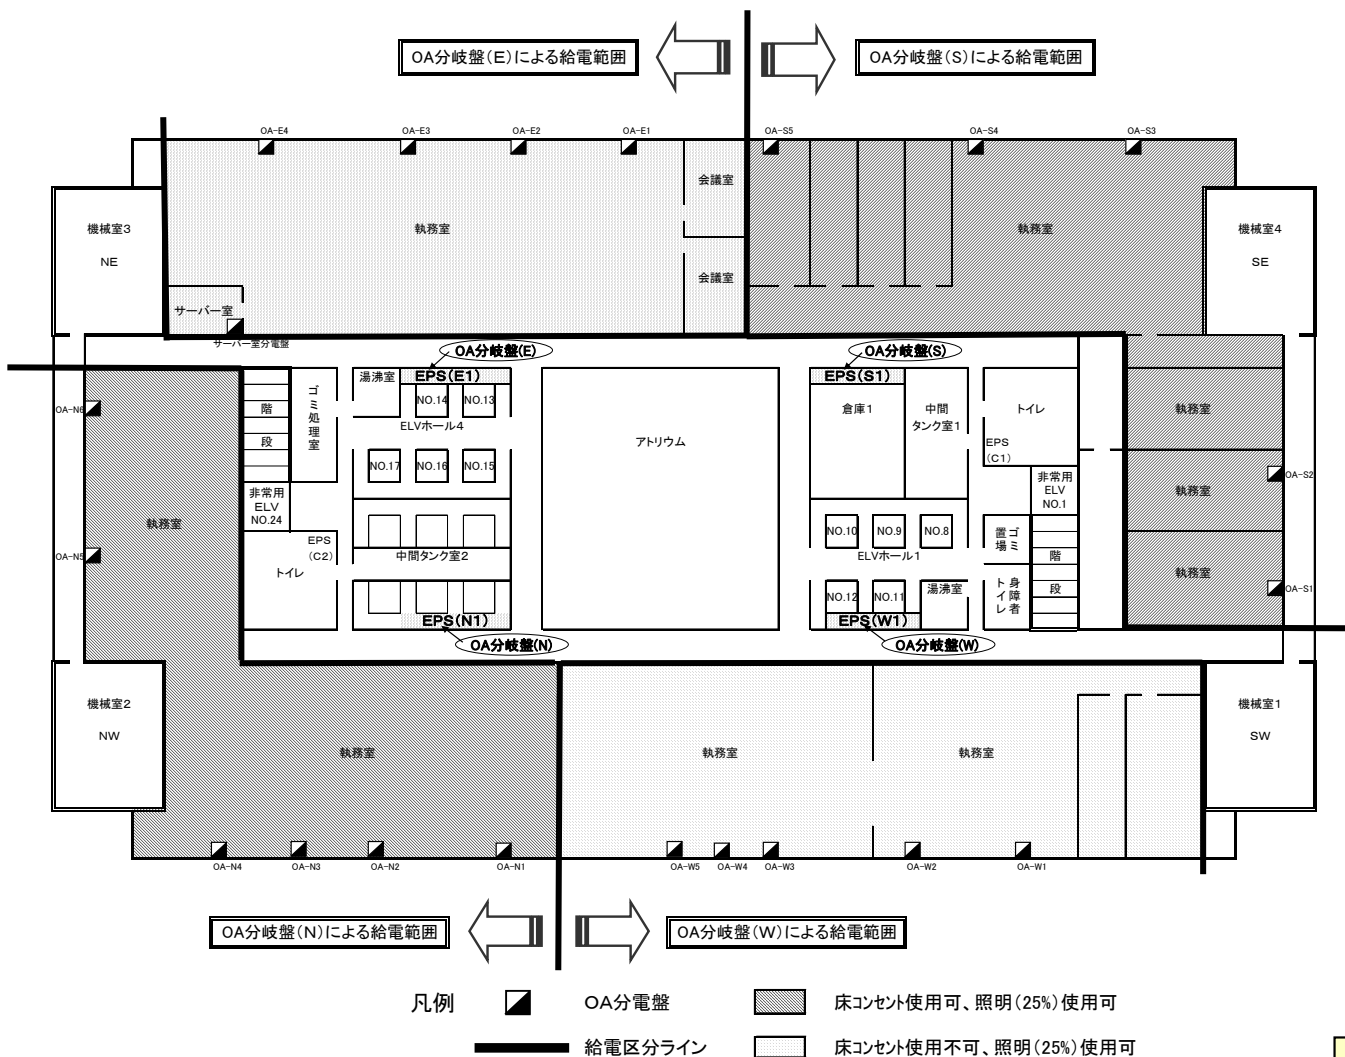 OA分岐盤(E)による給電範囲
OA分岐盤(S)による給電範囲
OA-E4
OA-E3
OA-E2
OA-E1
OA-S5
OA-S4
OA-S3
会議室
執務室
執務室
機械室3
NE
機械室4
SE
会議室
サーバー室
サーバー室分電盤
OA分岐盤(E)
OA分岐盤(S)
湯沸室
EPS(E1)
EPS(S1)
ゴミ処理室
階
段
NO.14
NO.13
ELVホール4
NO.17
NO.16
NO.15
アトリウム
倉庫1
中間
タンク室1
トイレ
EPS
(C1)
執務室
OA-N6
執務室
非常用
ELV
NO.24
非常用
ELV
NO.1
執務室
OA-S2
EPS
(C2)
トイレ
中間タンク室2
NO.10
NO.9
NO.8
ELVホール1
ゴミ
置場
階
段
OA-N5
執務室
OA-S1
NO.12
NO.11
湯沸室
身障者
トイレ
EPS(N1)
EPS(W1)
OA分岐盤(N)
OA分岐盤(W)
機械室2
NW
機械室1
SW
執務室
執務室
執務室
OA-N4
OA-N3
OA-N2
OA-N1
OA-W5
OA-W4
OA-W3
OA-W2
OA-W1
OA分岐盤(N)による給電範囲
OA分岐盤(W)による給電範囲
凡例
OA分電盤
床コンセント使用可、照明(25%)使用可
給電区分ライン
床コンセント使用不可、照明(25%)使用可